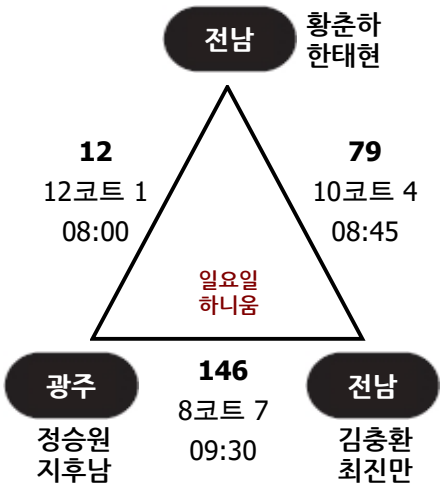 전남
황춘하
한태현
12
12코트 1
08:00
79
10코트 4
08:45
일요일
하니움
광주
정승원
지후남
146
8코트 7
09:30
전남
김충환
최진만